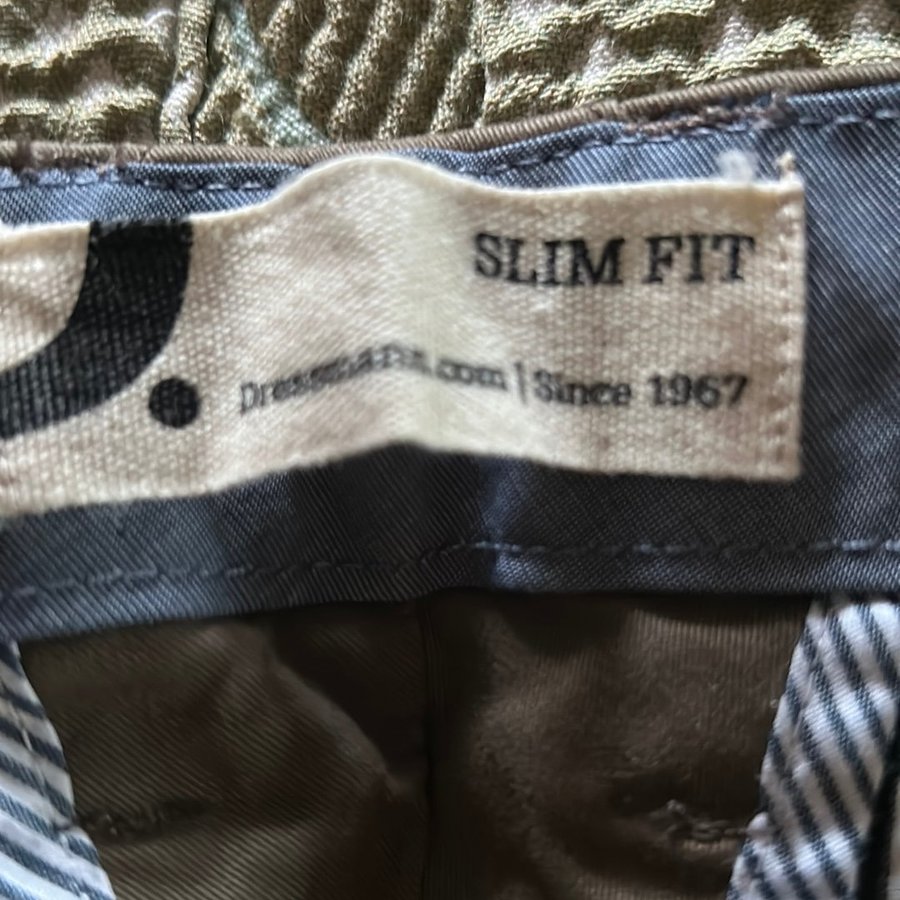 SLIM FIT
Dressmann.com | Since 1967